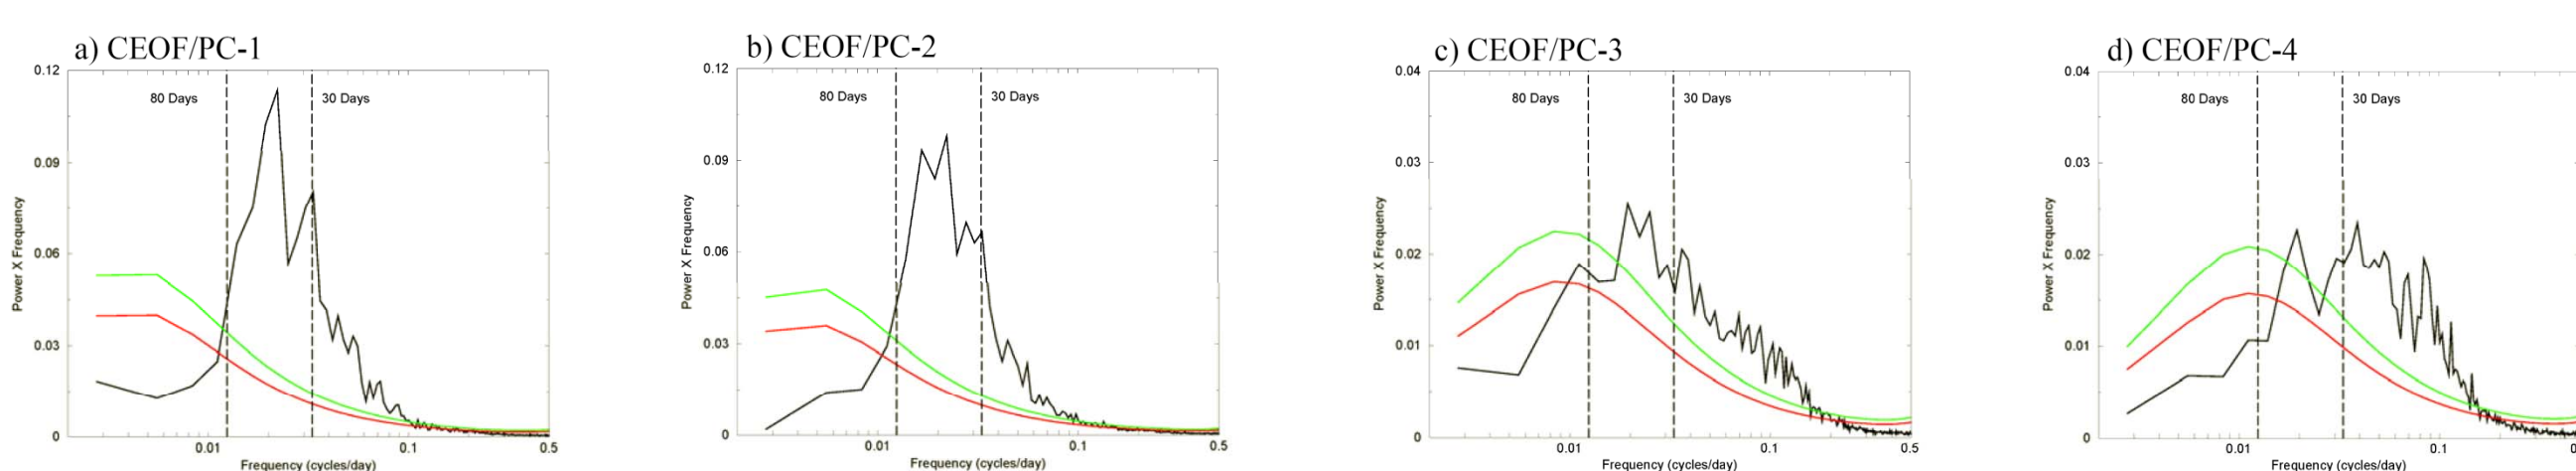 a) CEOF/PC-1
0.12
80 Days
30 Days
0.09
0.06
0.03
0
Power X Frequency
0.01
0.1
0.5
Frequency (cycles/day)
b) CEOF/PC-2
0.12
80 Days
30 Days
0.09
0.06
0.03
0
Power X Frequency
0.01
0.1
0.5
Frequency (cycles/day)
c) CEOF/PC-3
0.04
80 Days
30 Days
0.03
0.02
0.01
0
Power X Frequency
0.01
0.1
0.5
Frequency (cycles/day)
d) CEOF/PC-4
0.04
80 Days
30 Days
0.03
0.02
0.01
0
Power X Frequency
0.01
0.1
Frequency (cycles/day)